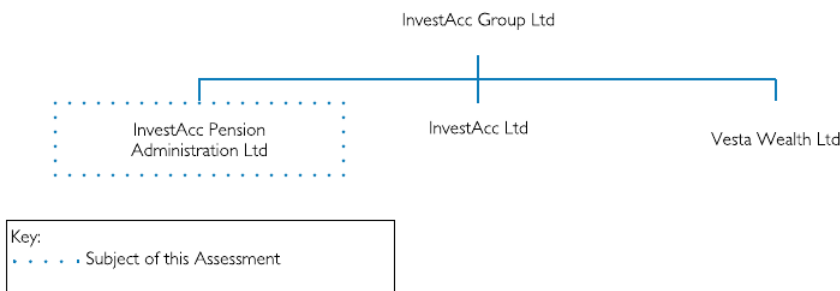 InvestAcc Group Ltd
InvestAcc Pension
Administration Ltd
InvestAcc Ltd
Vesta Wealth Ltd
Key:
Subject of this Assessment